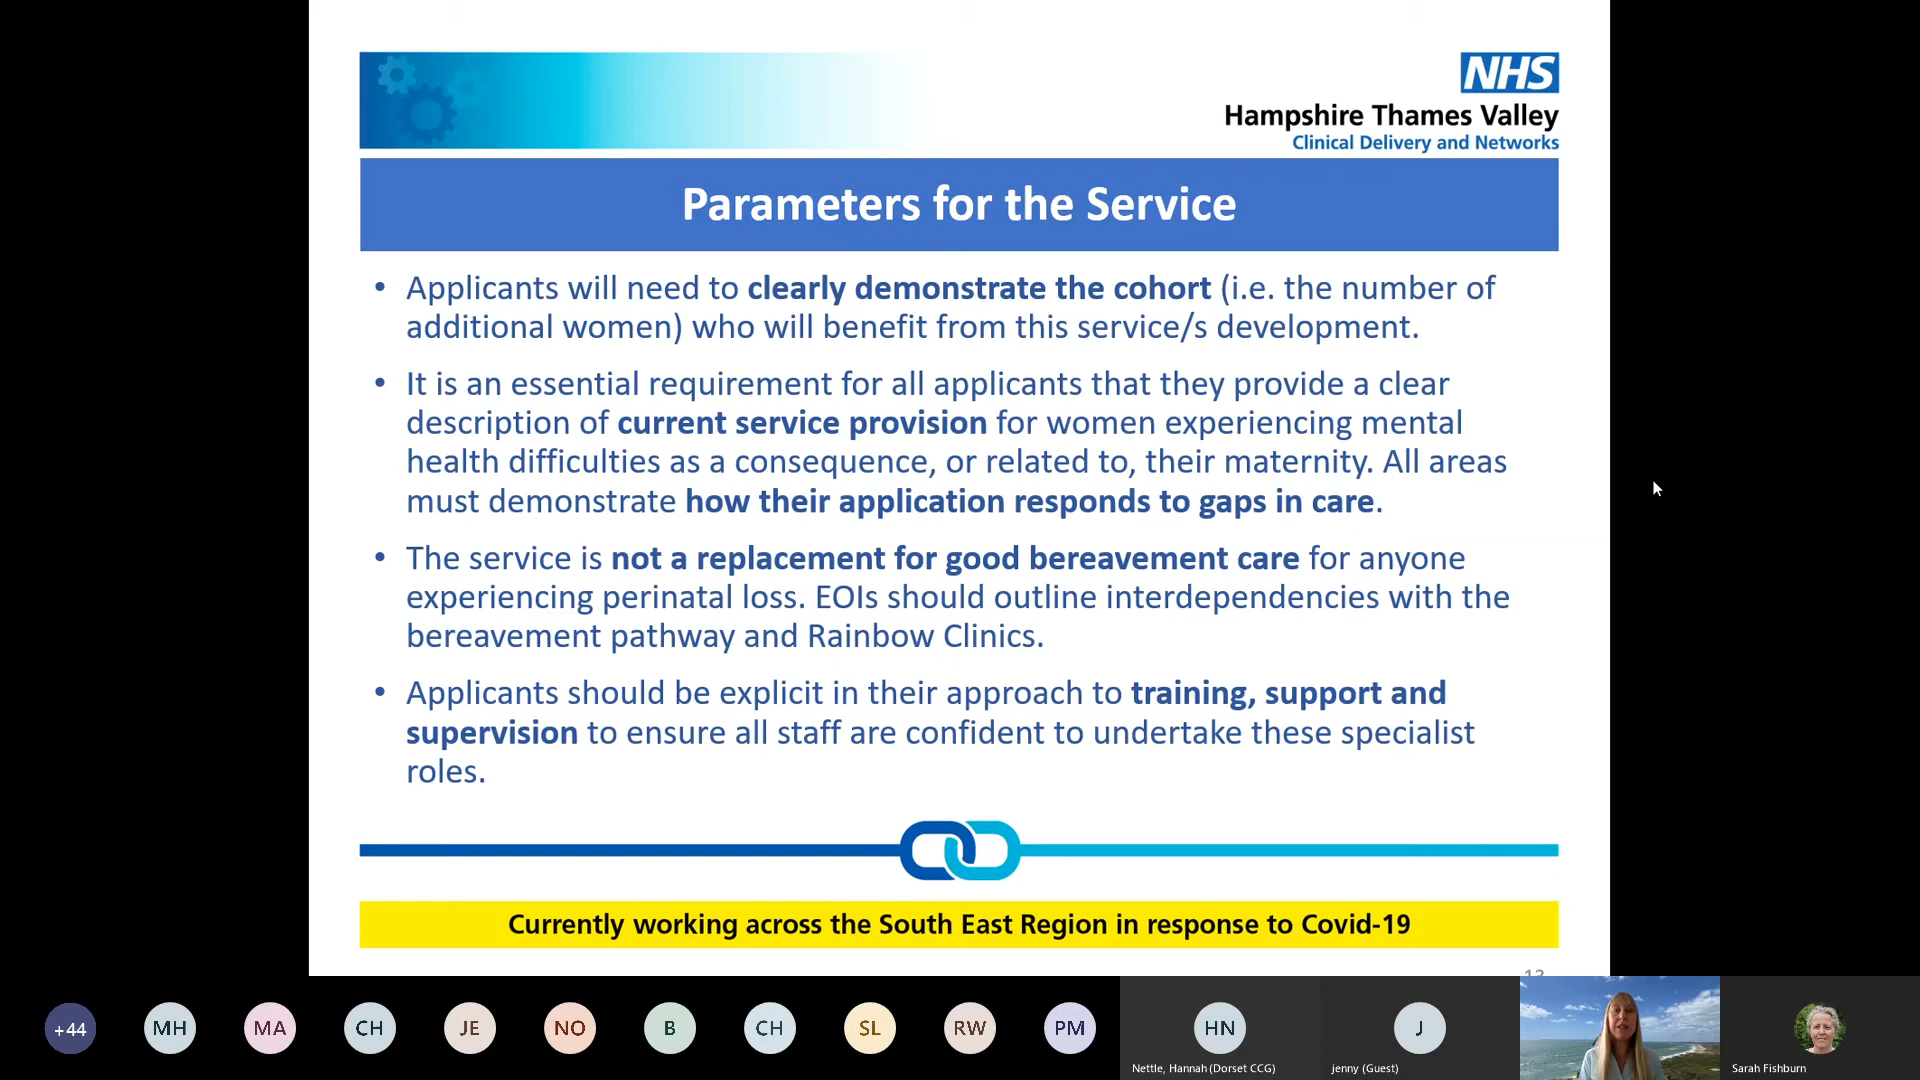 NHS
Hampshire Thames Valley
Clinical Delivery and Networks
Parameters for the Service
• Applicants will need to clearly demonstrate the cohort (i.e. the number of
additional women) who will benefit from this service/s development.
• It is an essential requirement for all applicants that they provide a clear
description of current service provision for women experiencing mental
health difficulties as a consequence, or related to, their maternity. All areas
must demonstrate how their application responds to gaps in care.
• The service is not a replacement for good bereavement care for anyone
experiencing perinatal loss. EOIs should outline interdependencies with the
bereavement pathway and Rainbow Clinics.
• Applicants should be explicit in their approach to training, support and
supervision to ensure all staff are confident to undertake these specialist
roles.
Currently working across the South East Region in response to Covid-19
+44 MH MA CH JE NO B CH SL RW PM HN J
Nettle, Hannah (Dorset CCG) jenny (Guest) Sarah Fishburn